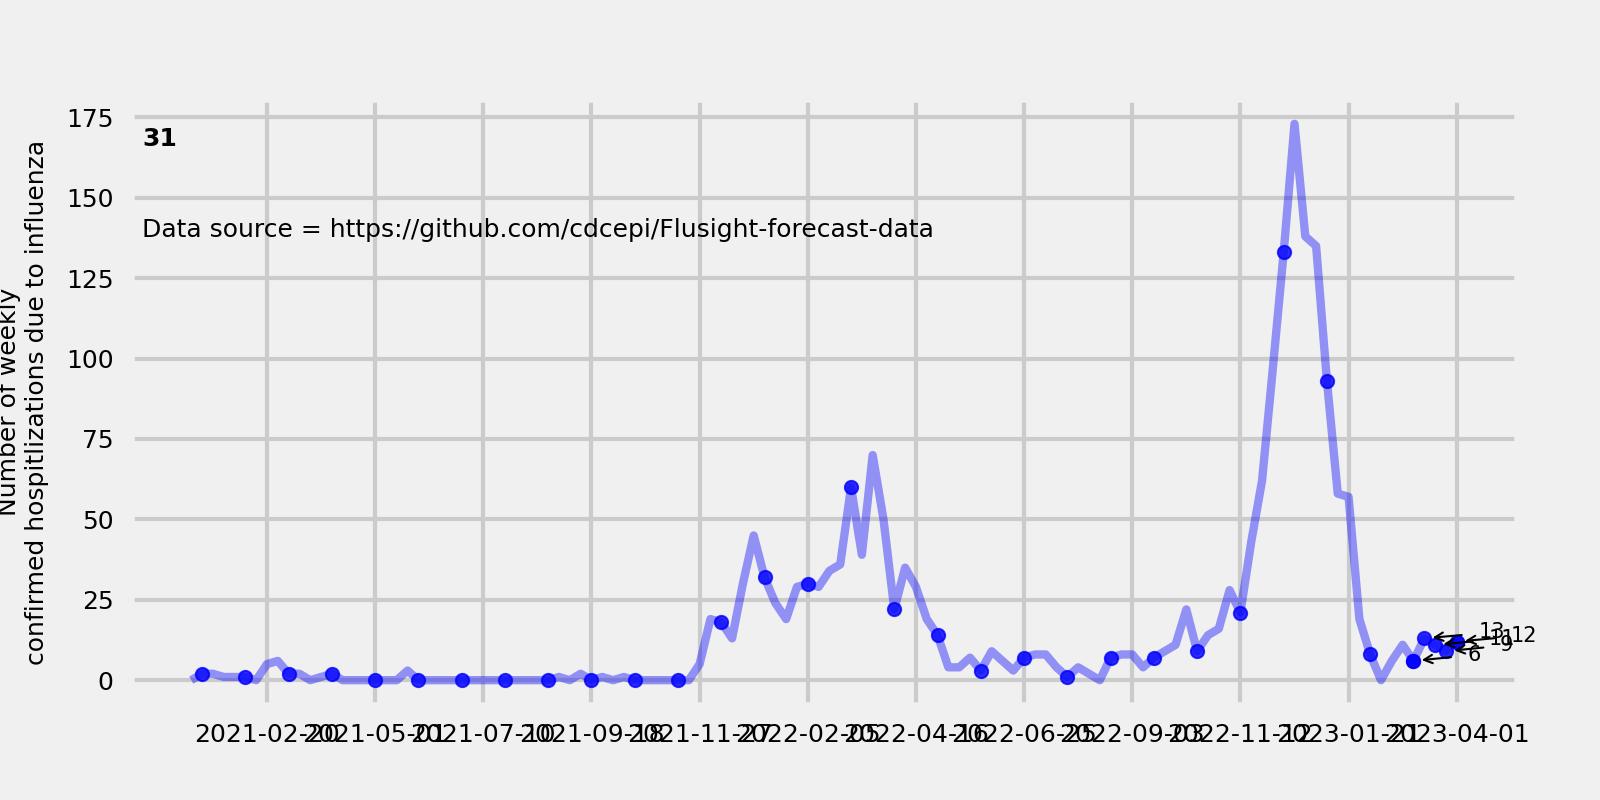 175
31
150
Data source = https://github.com/cdcepi/Flusight-forecast-data
125
100
75
50
25
0
Number of weekly
confirmed hospitlizations due to influenza
13 11 12
9
6
2021-02-20 2021-05-01 2021-07-10 2021-09-18 2021-11-27 2022-02-05 2022-04-16 2022-06-25 2022-09-03 2022-11-12 2023-01-21 2023-04-01